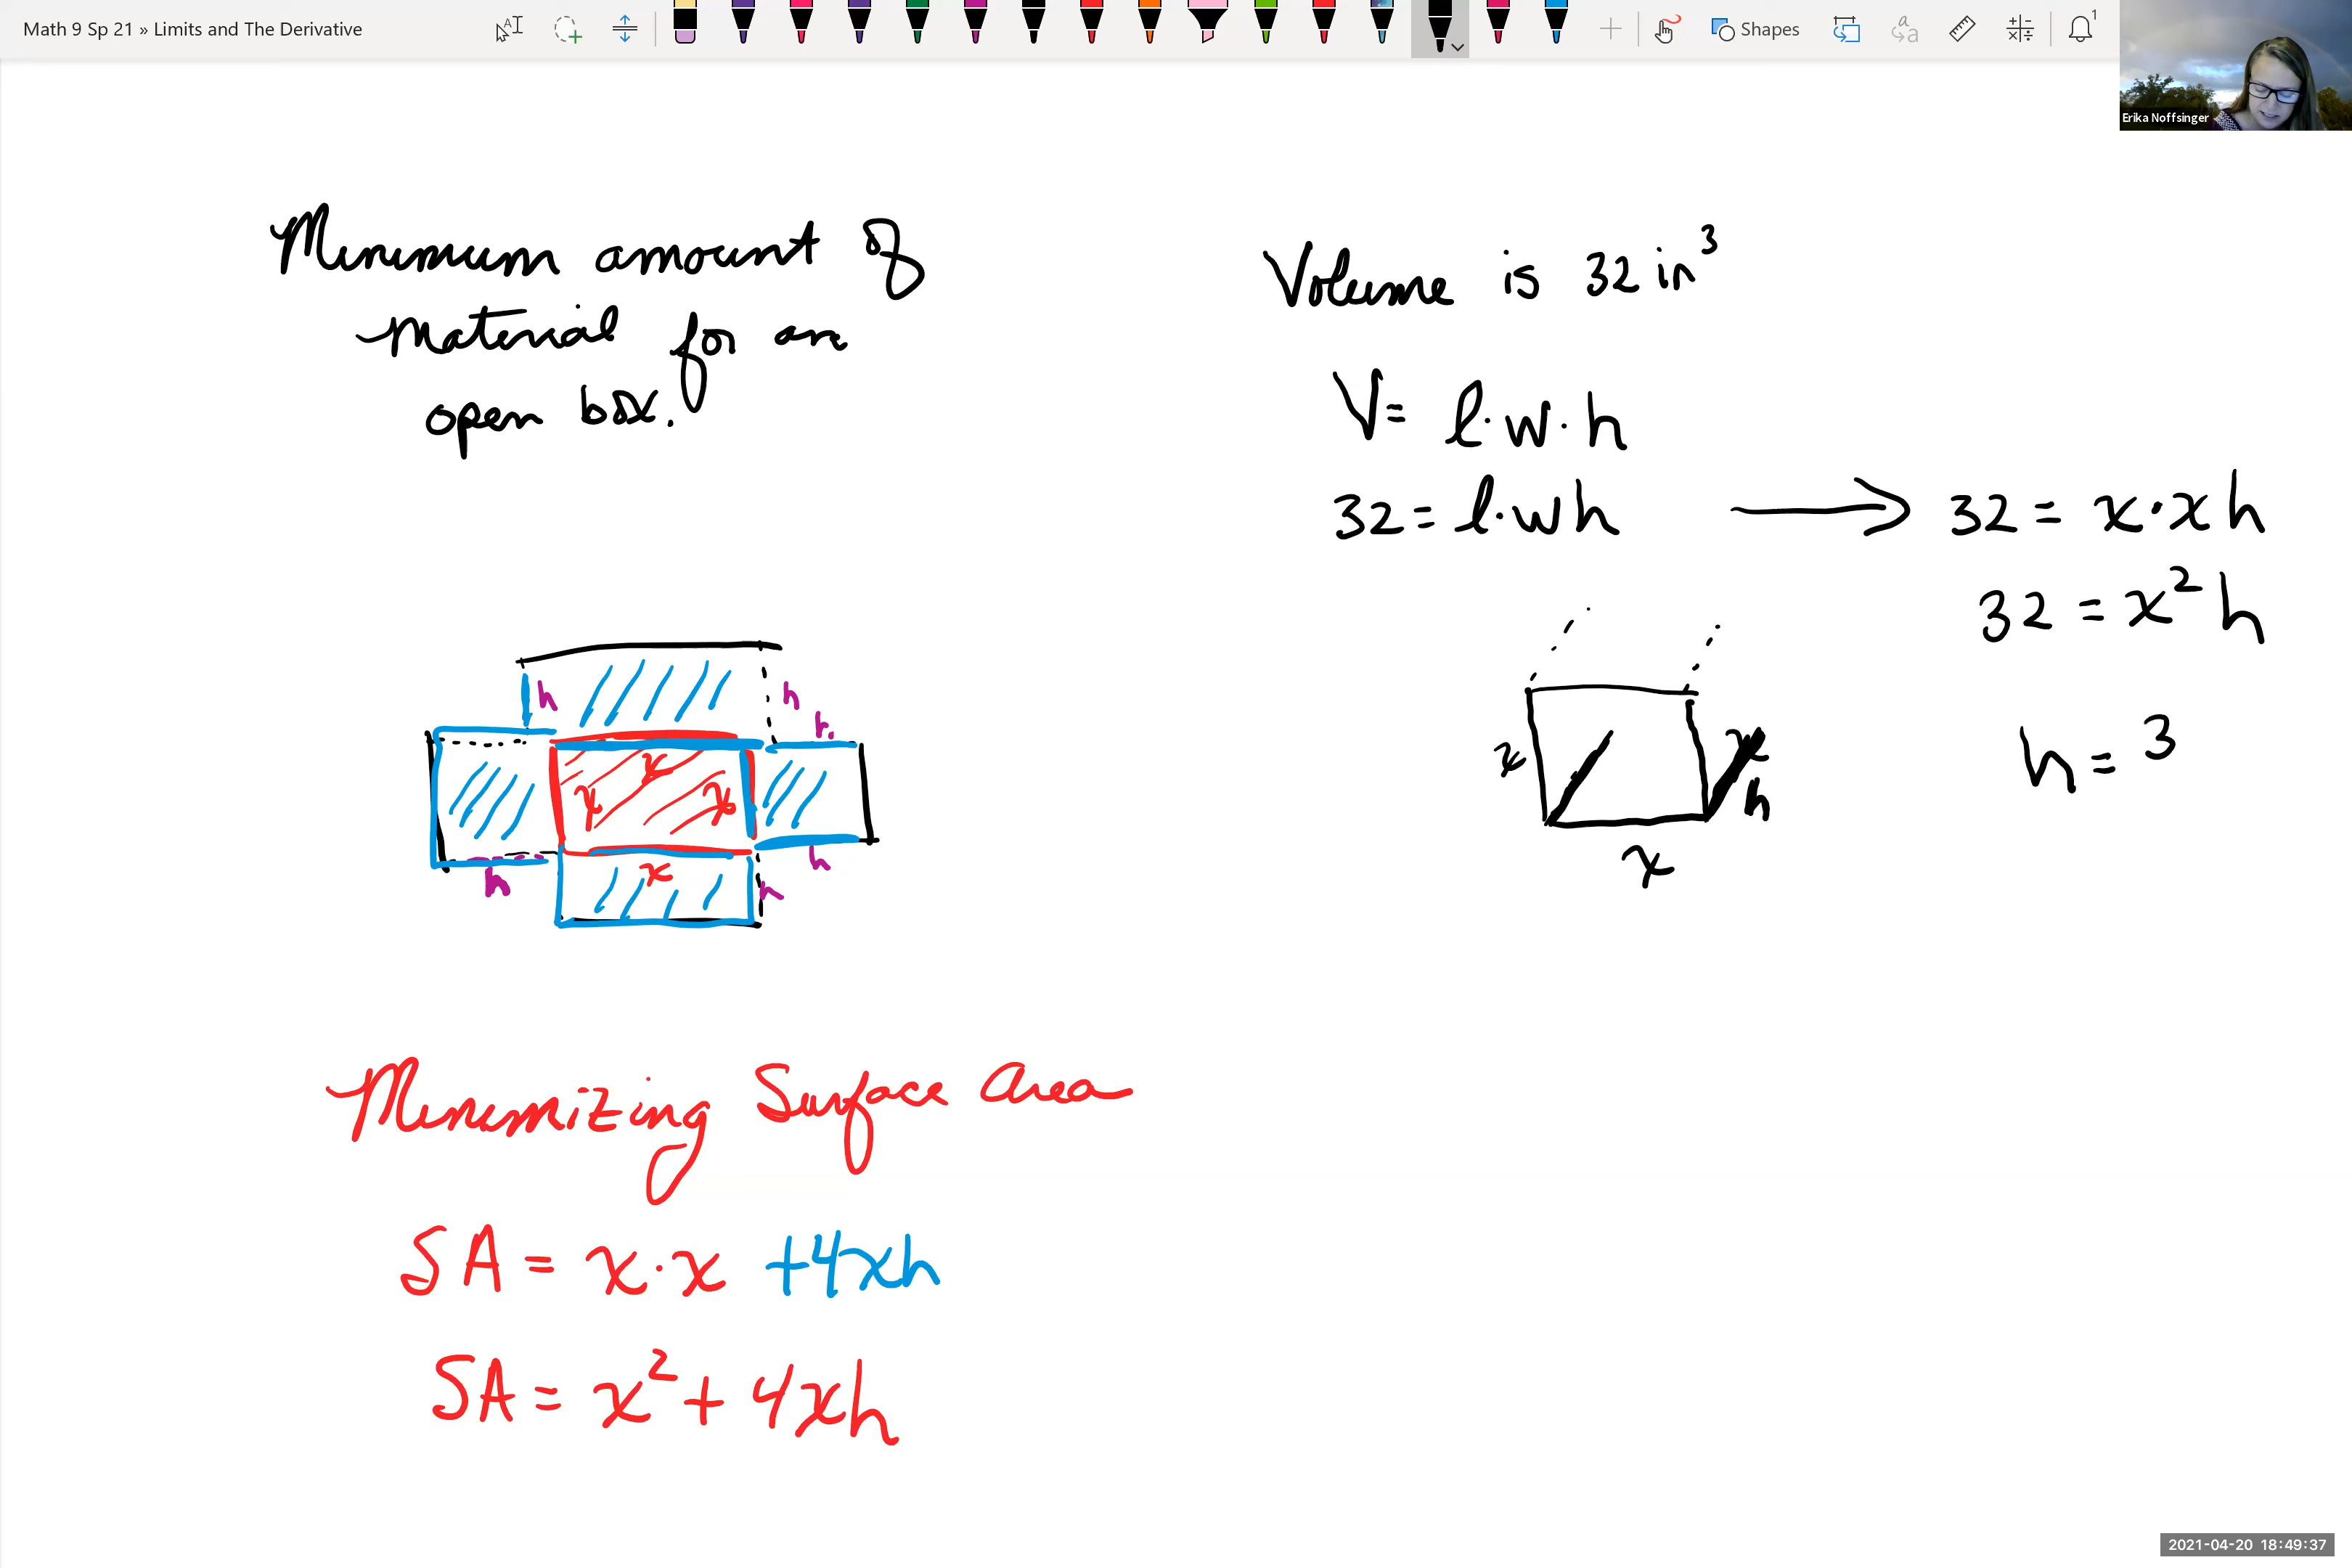 Math 9 Sp 21 » Limits and The Derivative
Shapes
1
Erika Noffsinger
Minimum amount of
material for an
open box.
Volume is 32 in³
V= l·w·h
32= l·wh → 32 = x·xh
32 = x²h
h = 3
h
h
h
x
x
x
h
x
h
h
x
x
h
x
Minimizing Surface Area
SA = x·x +4xh
SA = x² + 4xh
2021-04-20 18:49:37